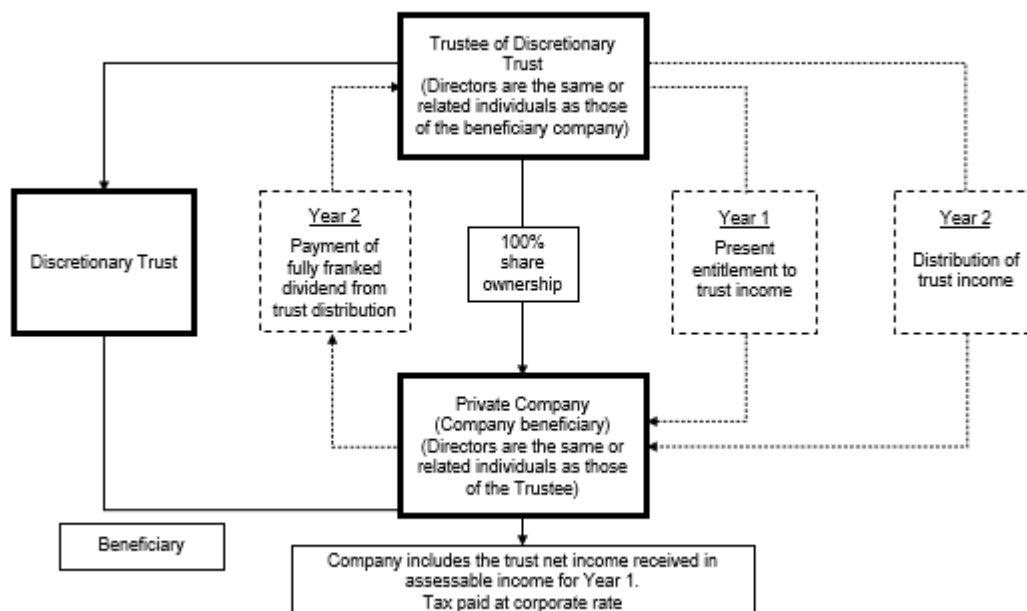 Trustee of Discretionary
Trust
(Directors are the same or
related individuals as those
of the beneficiary company)
Discretionary Trust
Year 2
Payment of
fully franked
dividend from
trust distribution
100%
share
ownership
Year 1
Present
entitlement to
trust income
Year 2
Distribution of
trust income
Private Company
(Company beneficiary)
(Directors are the same or
related individuals as those
of the Trustee)
Beneficiary
Company includes the trust net income received in
assessable income for Year 1.
Tax paid at corporate rate